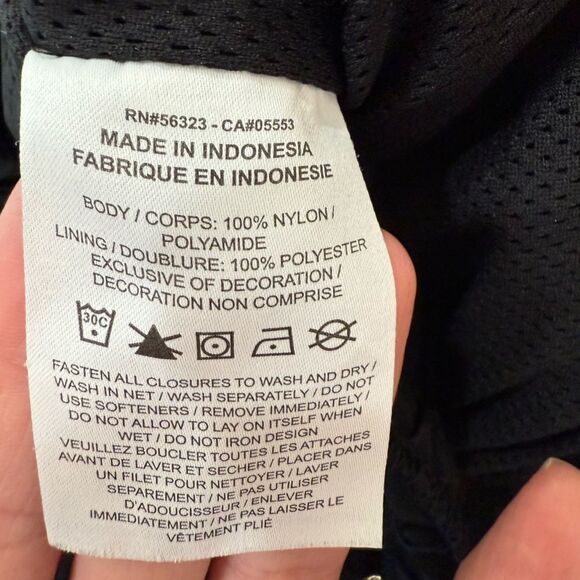 RN#56323 - CA#05553
MADE IN INDONESIA
FABRIQUE EN INDONESIE
BODY / CORPS: 100% NYLON /
POLYAMIDE
LINING / DOUBLURE: 100% POLYESTER
EXCLUSIVE OF DECORATION /
DECORATION NON COMPRISE
30C
FASTEN ALL CLOSURES TO WASH AND DRY /
WASH IN NET / WASH SEPARATELY / DO NOT
USE SOFTENERS / REMOVE IMMEDIATELY /
DO NOT ALLOW TO LAY ON ITSELF WHEN
WET / DO NOT IRON DESIGN
VEUILLEZ BOUCLER TOUTES LES ATTACHES
AVANT DE LAVER ET SECHER / PLACER DANS
UN FILET POUR NETTOYER / LAVER
SEPAREMENT / NE PAS UTILISER
D'ADOUCISSEUR / ENLEVER
IMMEDIATEMENT / NE PAS LAISSER LE
VÊTEMENT PLIÉ